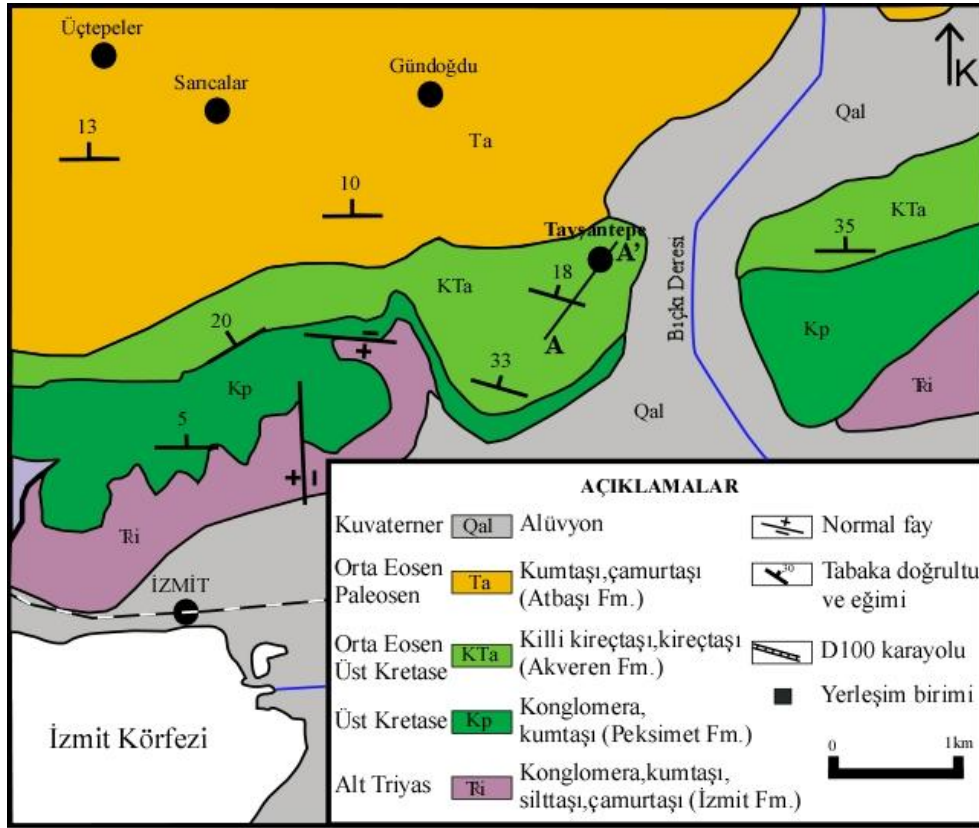 Üçtepeler
Sarıcalar
Gündoğdu
K
13
Ta
Qal
10
Tavşantepe
A'
KTa
35
KTa
18
20
A
Bıçkı Deresi
- +
33
Kp
Kp
5
Qal
TRi
+ -
TRi
İZMİT
İzmit Körfezi
AÇIKLAMALAR
Kuvaterner Qal Alüvyon
Orta Eosen
Paleosen
Ta Kumtaşı,çamurtaşı
(Atbaşı Fm.)
Orta Eosen
Üst Kretase
KTa Killi kireçtaşı,kireçtaşı
(Akveren Fm.)
Üst Kretase Kp Konglomera,
kumtaşı (Peksimet Fm.)
Alt Triyas TRi Konglomera,kumtaşı,
silttaşı,çamurtaşı (İzmit Fm.)
+ - Normal fay
30 Tabaka doğrultu
ve eğimi
D100 karayolu
Yerleşim birimi
0 1km